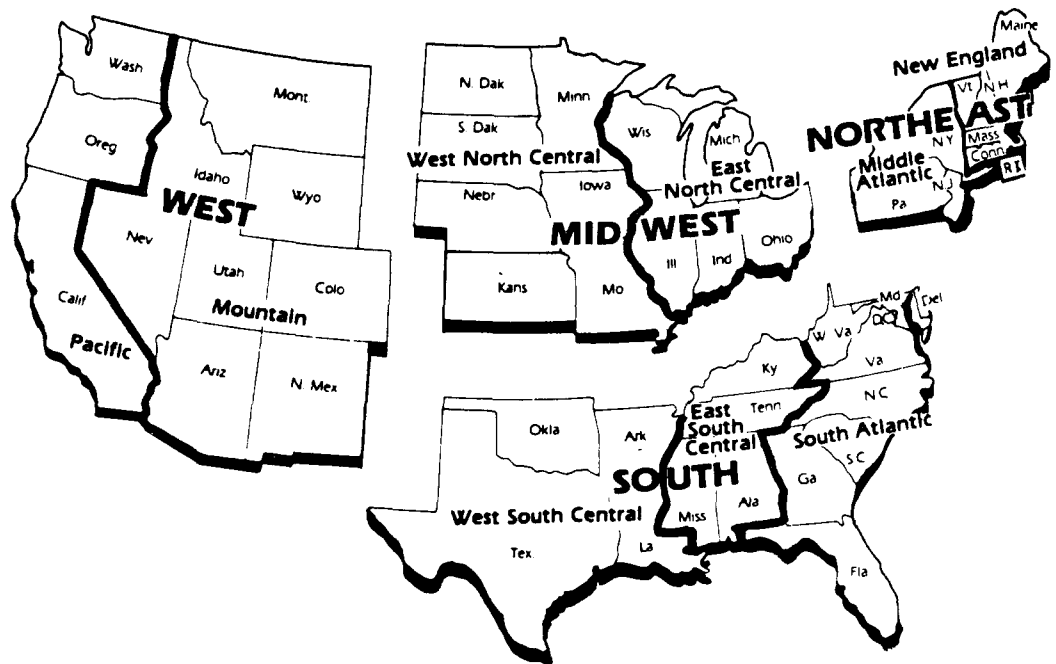 Wash
Oreg
Calif
Pacific
Mont
Idaho
Wyo
WEST
Nev
Utah
Colo
Mountain
Ariz
N. Mex
N. Dak
Minn
S. Dak
West North Central
Nebr
Iowa
Kans
Mo
MIDWEST
Wis
Mich
East
North Central
Ill
Ind
Ohio
Maine
New England
VT
NH
NORTHEAST
NY
Mass
Conn
RI
Middle
Atlantic
NJ
Pa
Md
Del
DC
W Va
Va
Ky
NC
Tenn
East
South
Central
South Atlantic
SC
Okla
Ark
SOUTH
Ga
West South Central
Miss
Ala
Tex
La
Fla